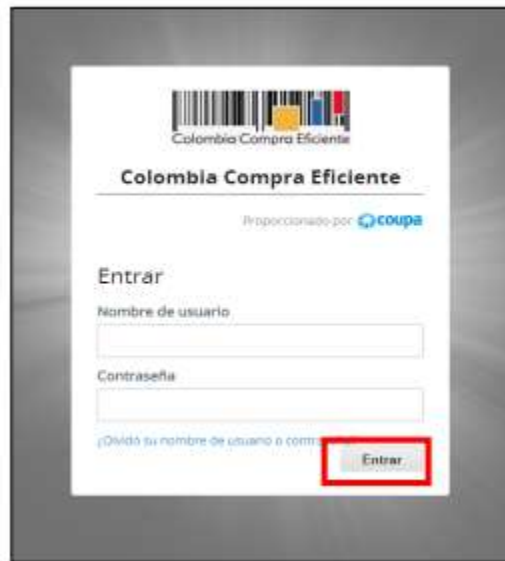 Colombia Compra Eficiente
Colombia Compra Eficiente
Proporcionado por coupa
Entrar
Nombre de usuario
Contraseña
¿Olvidó su nombre de usuario o
Entrar